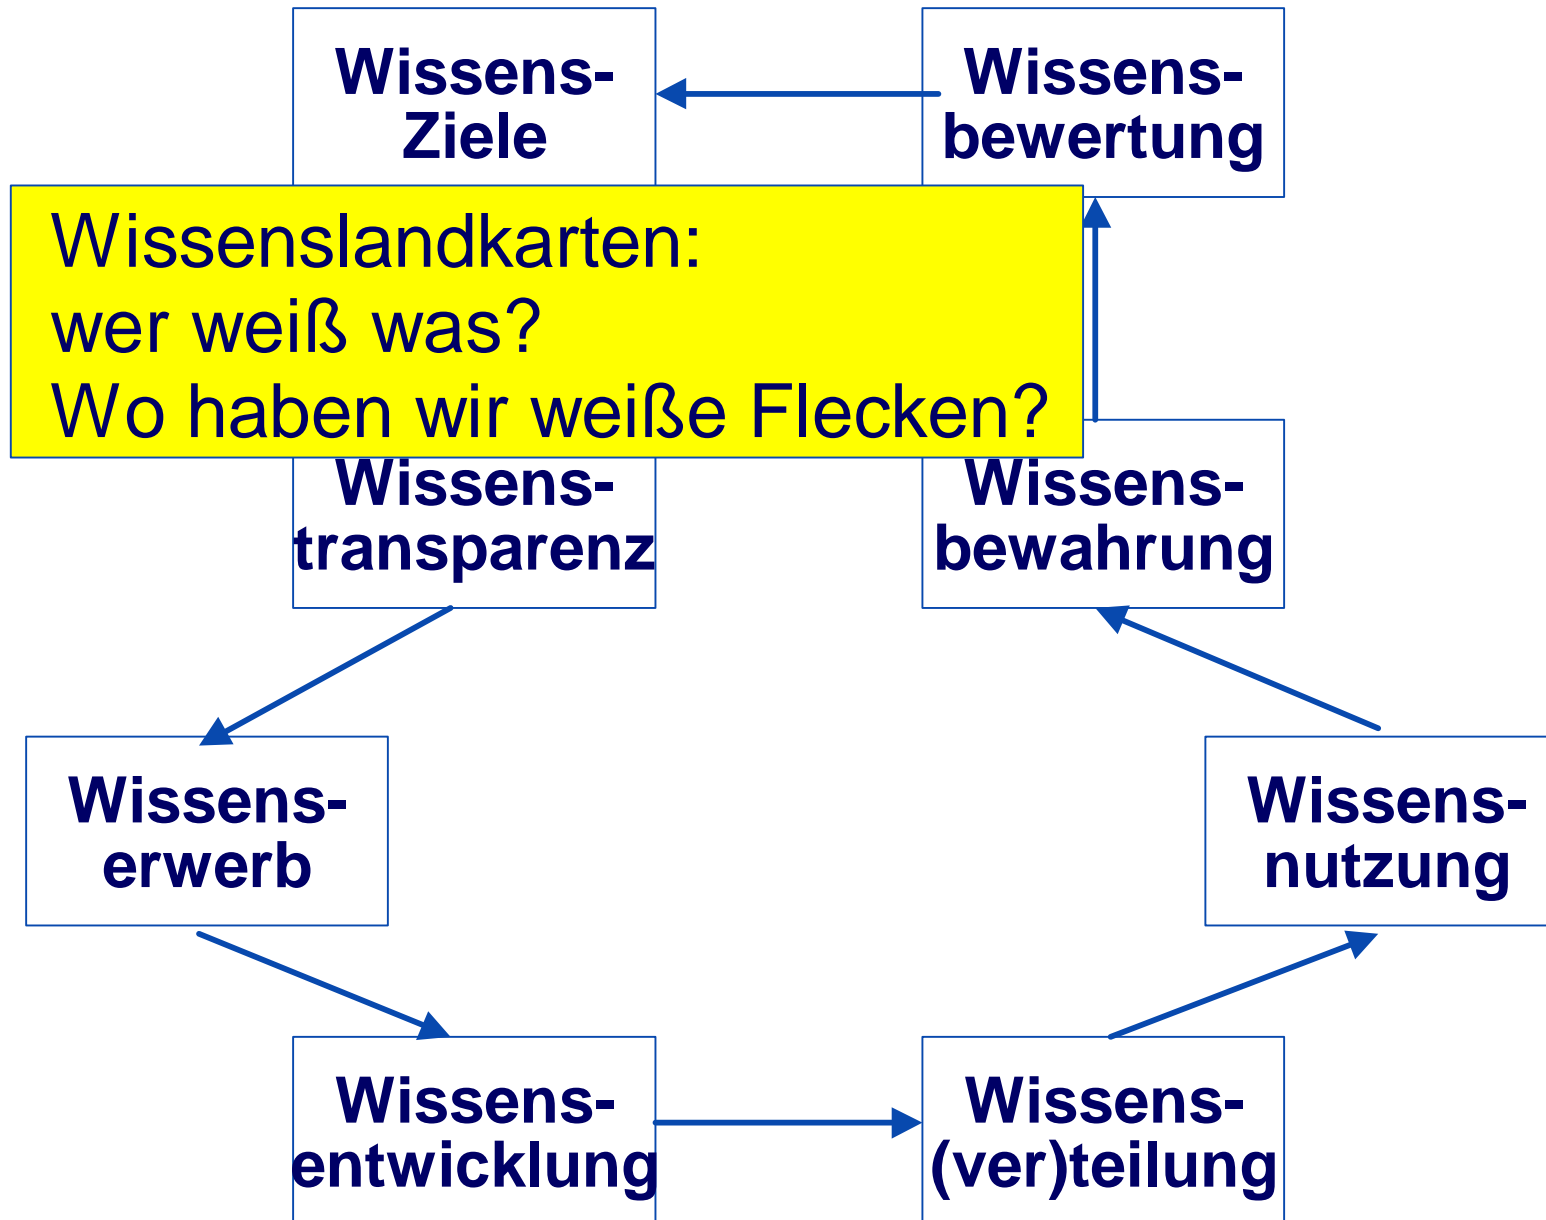 Wissens-
Ziele
Wissens-
bewertung
Wissenslandkarten:
wer weiß was?
Wo haben wir weiße Flecken?
Wissens-
transparenz
Wissens-
bewahrung
Wissens-
erwerb
Wissens-
nutzung
Wissens-
entwicklung
Wissens-
(ver)teilung